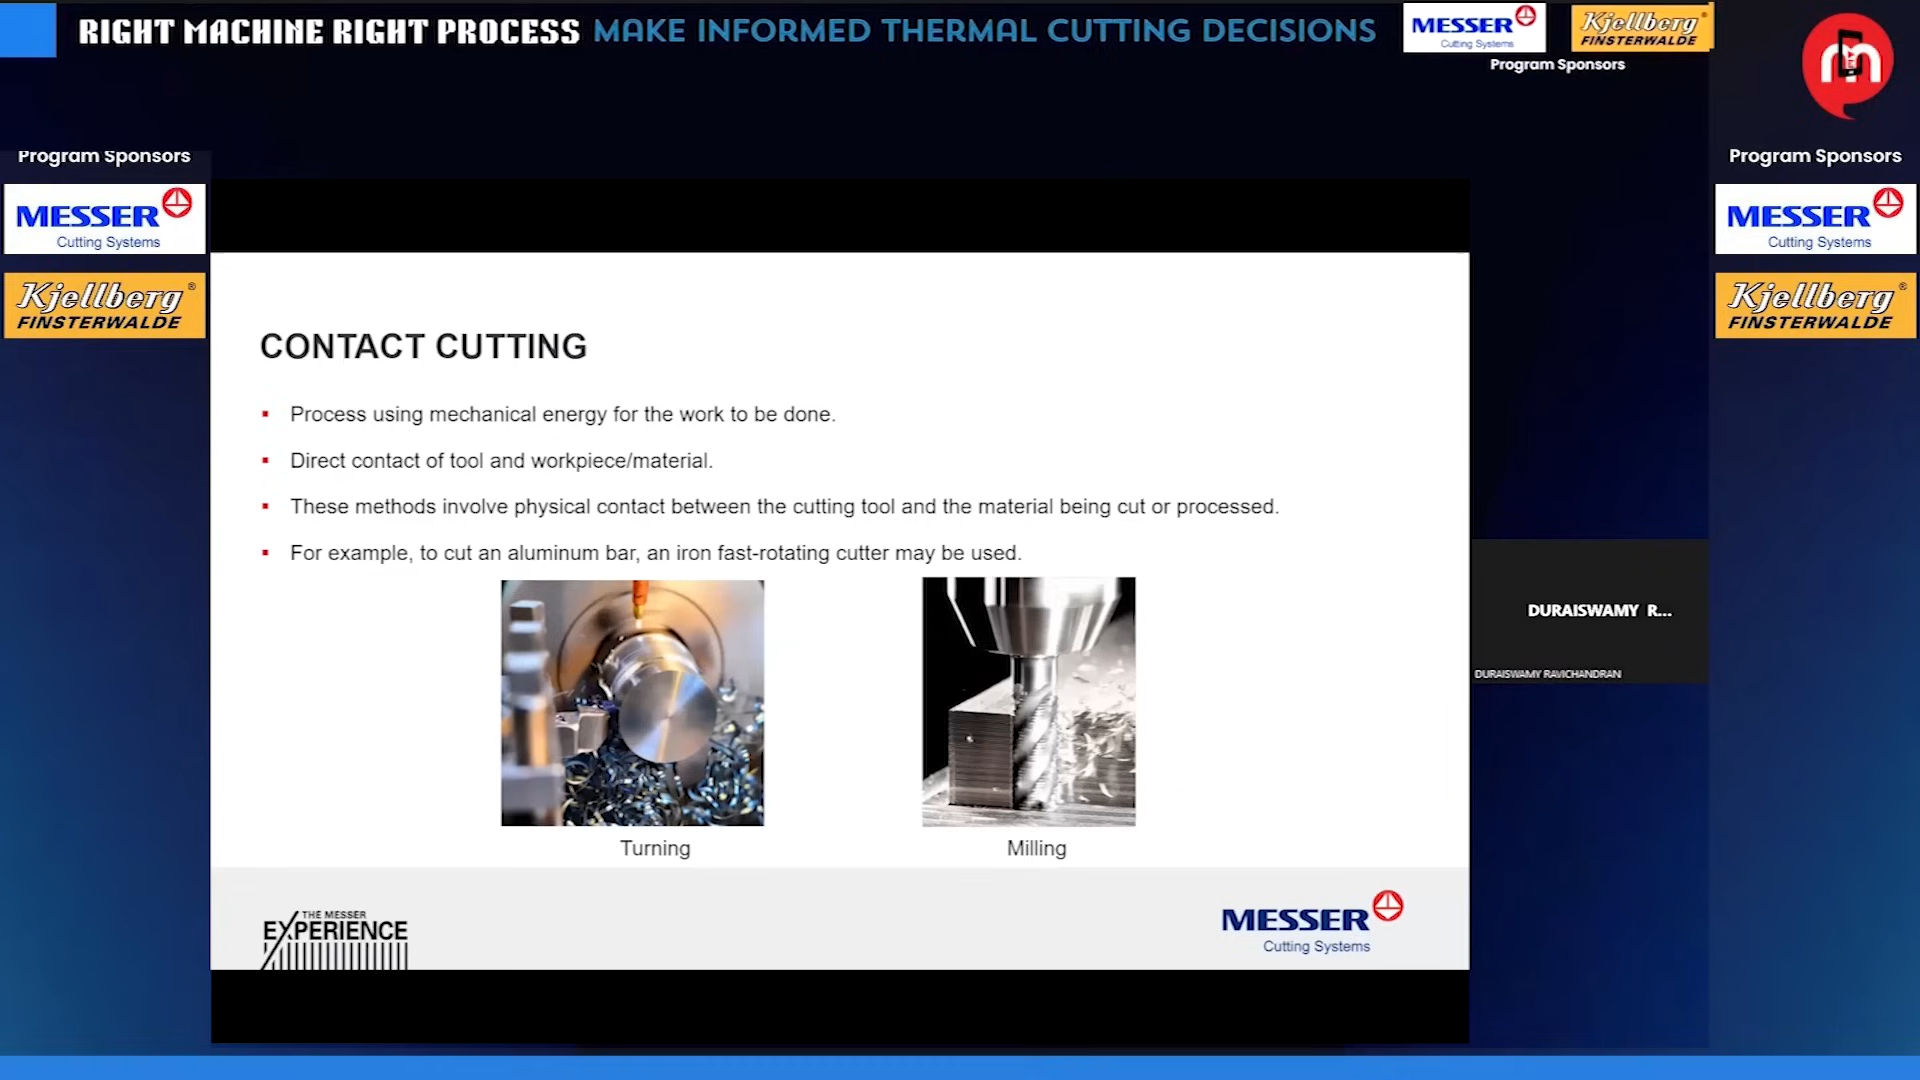 RIGHT MACHINE RIGHT PROCESS MAKE INFORMED THERMAL CUTTING DECISIONS
MESSER
Cutting Systems
Kjellberg®
FINSTERWALDE
Program Sponsors
m
Program Sponsors
MESSER
Cutting Systems
Kjellberg®
FINSTERWALDE
CONTACT CUTTING
▪ Process using mechanical energy for the work to be done.
▪ Direct contact of tool and workpiece/material.
▪ These methods involve physical contact between the cutting tool and the material being cut or processed.
▪ For example, to cut an aluminum bar, an iron fast-rotating cutter may be used.
Turning
Milling
THE MESSER
EXPERIENCE
MESSER
Cutting Systems
DURAISWAMY R...
DURAISWAMY RAVICHANDRAN
Program Sponsors
MESSER
Cutting Systems
Kjellberg®
FINSTERWALDE